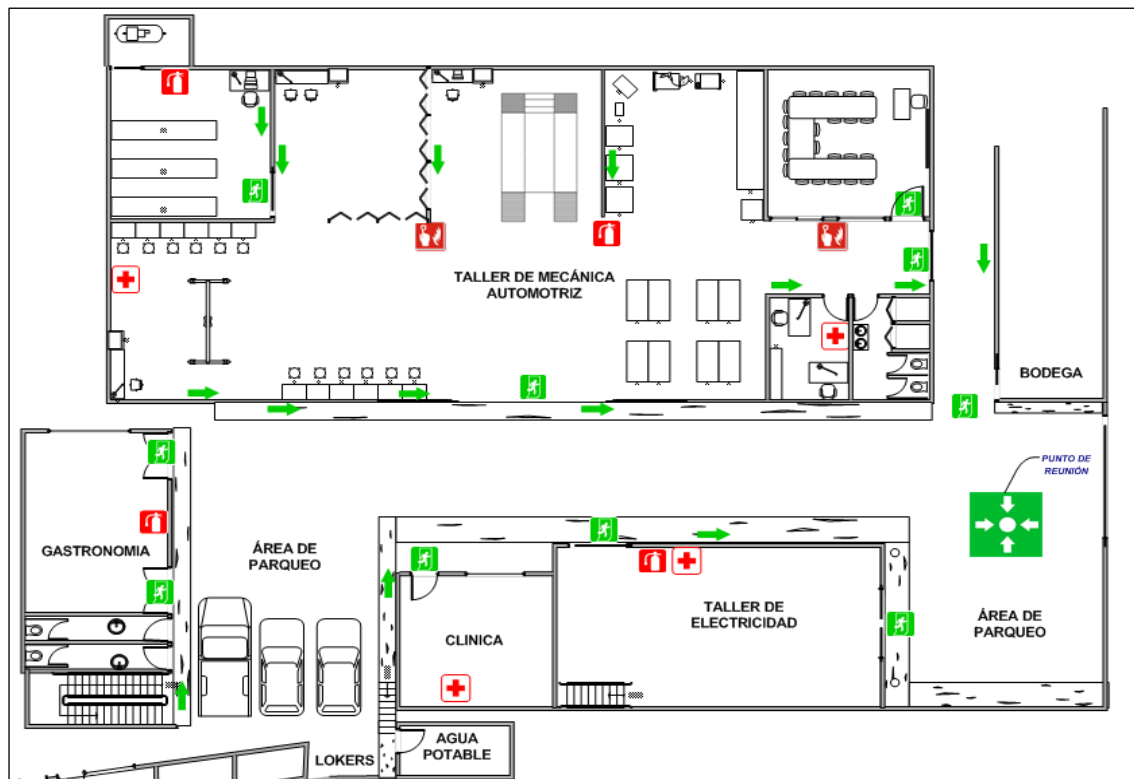 TALLER DE MECÁNICA
AUTOMOTRIZ
BODEGA
PUNTO DE
REUNIÓN
GASTRONOMIA
ÁREA DE
PARQUEO
CLINICA
TALLER DE
ELECTRICIDAD
ÁREA DE
PARQUEO
AGUA
POTABLE
LOKERS